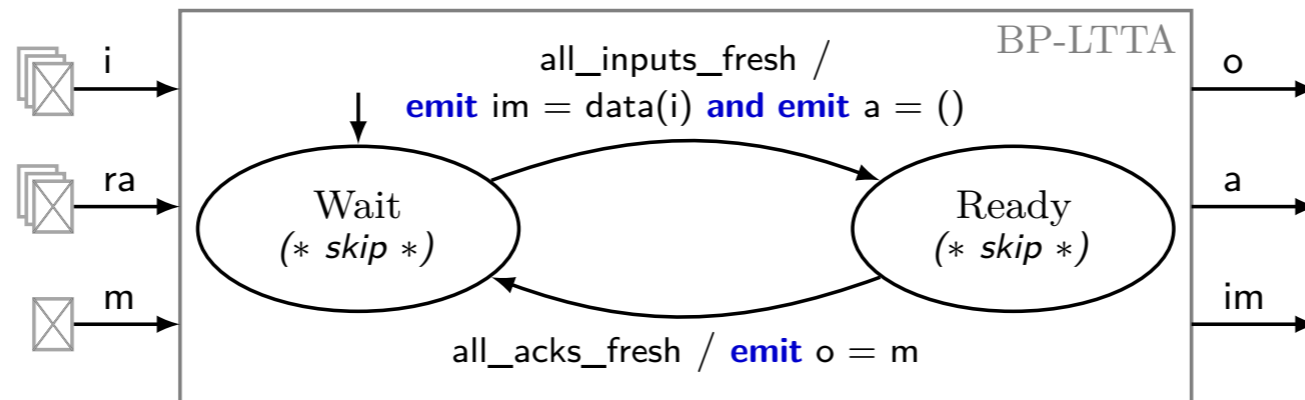 BP-LTTA
i
ra
m
all_inputs_fresh /
emit im = data(i) and emit a = ()
Wait
(* skip *)
Ready
(* skip *)
all_acks_fresh / emit o = m
o
a
im